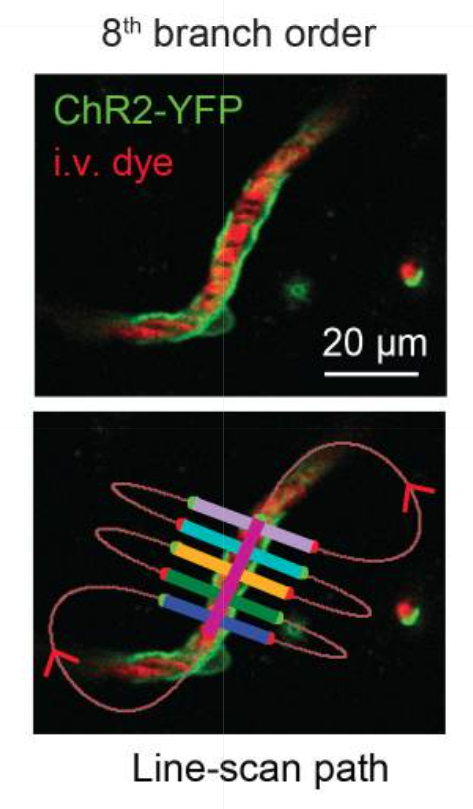 8th branch order
ChR2-YFP
i.v. dye
20 μm
Line-scan path